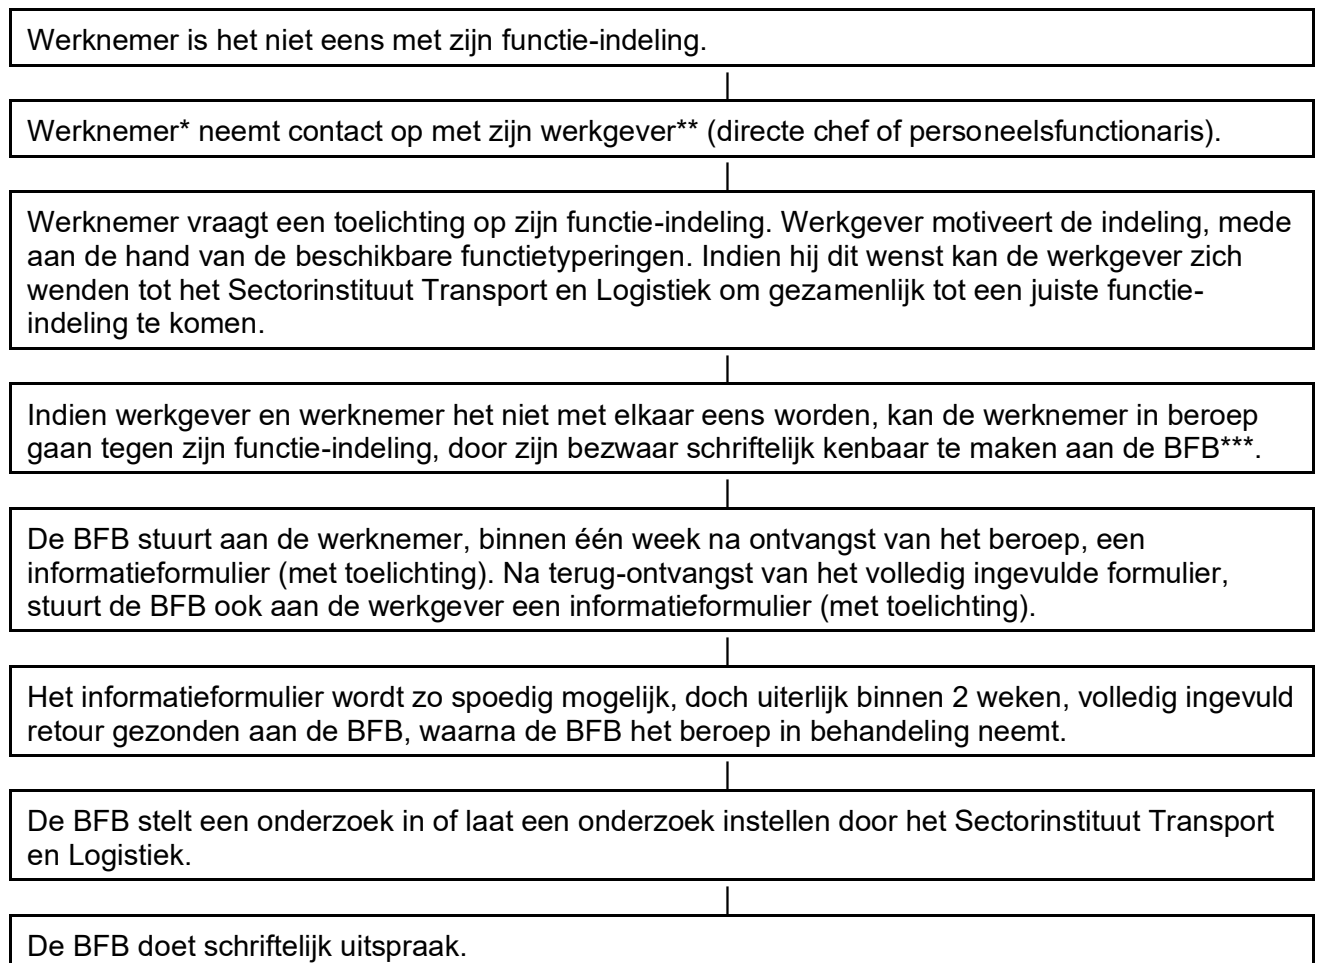 Werknemer is het niet eens met zijn functie-indeling.
Werknemer* neemt contact op met zijn werkgever** (directe chef of personeelsfunctionaris).
Werknemer vraagt een toelichting op zijn functie-indeling. Werkgever motiveert de indeling, mede
aan de hand van de beschikbare functietyperingen. Indien hij dit wenst kan de werkgever zich
wenden tot het Sectorinstituut Transport en Logistiek om gezamenlijk tot een juiste functie-
indeling te komen.
Indien werkgever en werknemer het niet met elkaar eens worden, kan de werknemer in beroep
gaan tegen zijn functie-indeling, door zijn bezwaar schriftelijk kenbaar te maken aan de BFB***.
De BFB stuurt aan de werknemer, binnen één week na ontvangst van het beroep, een
informatieformulier (met toelichting). Na terug-ontvangst van het volledig ingevulde formulier,
stuurt de BFB ook aan de werkgever een informatieformulier (met toelichting).
Het informatieformulier wordt zo spoedig mogelijk, doch uiterlijk binnen 2 weken, volledig ingevuld
retour gezonden aan de BFB, waarna de BFB het beroep in behandeling neemt.
De BFB stelt een onderzoek in of laat een onderzoek instellen door het Sectorinstituut Transport
en Logistiek.
De BFB doet schriftelijk uitspraak.